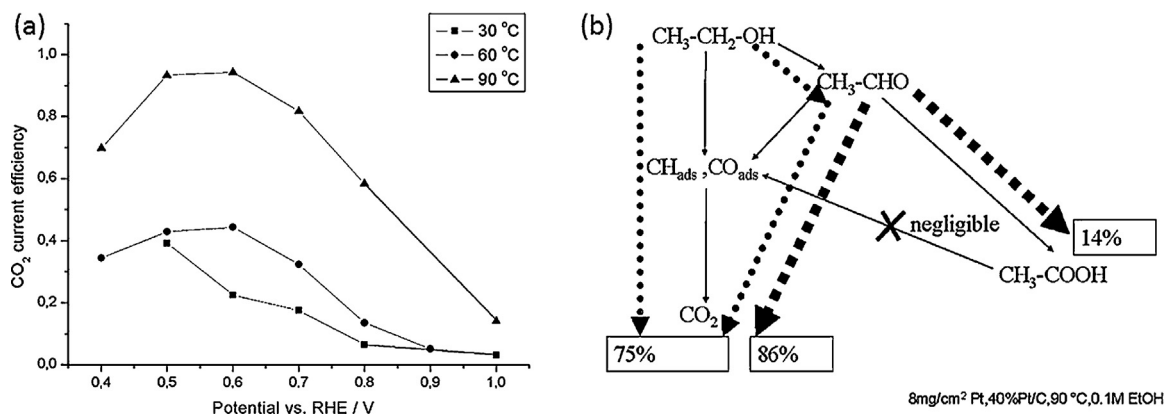 (a)
CO2 current efficiency
1,0
0,8
0,6
0,4
0,2
0,0
0,4 0,5 0,6 0,7 0,8 0,9 1,0
Potential vs. RHE / V
30 °C
60 °C
90 °C
(b)
CH3-CH2-OH
CH3-CHO
CHads ,COads
negligible
14%
CH3-COOH
CO2
75% 86%
8mg/cm2 Pt,40%Pt/C,90 °C,0.1M EtOH